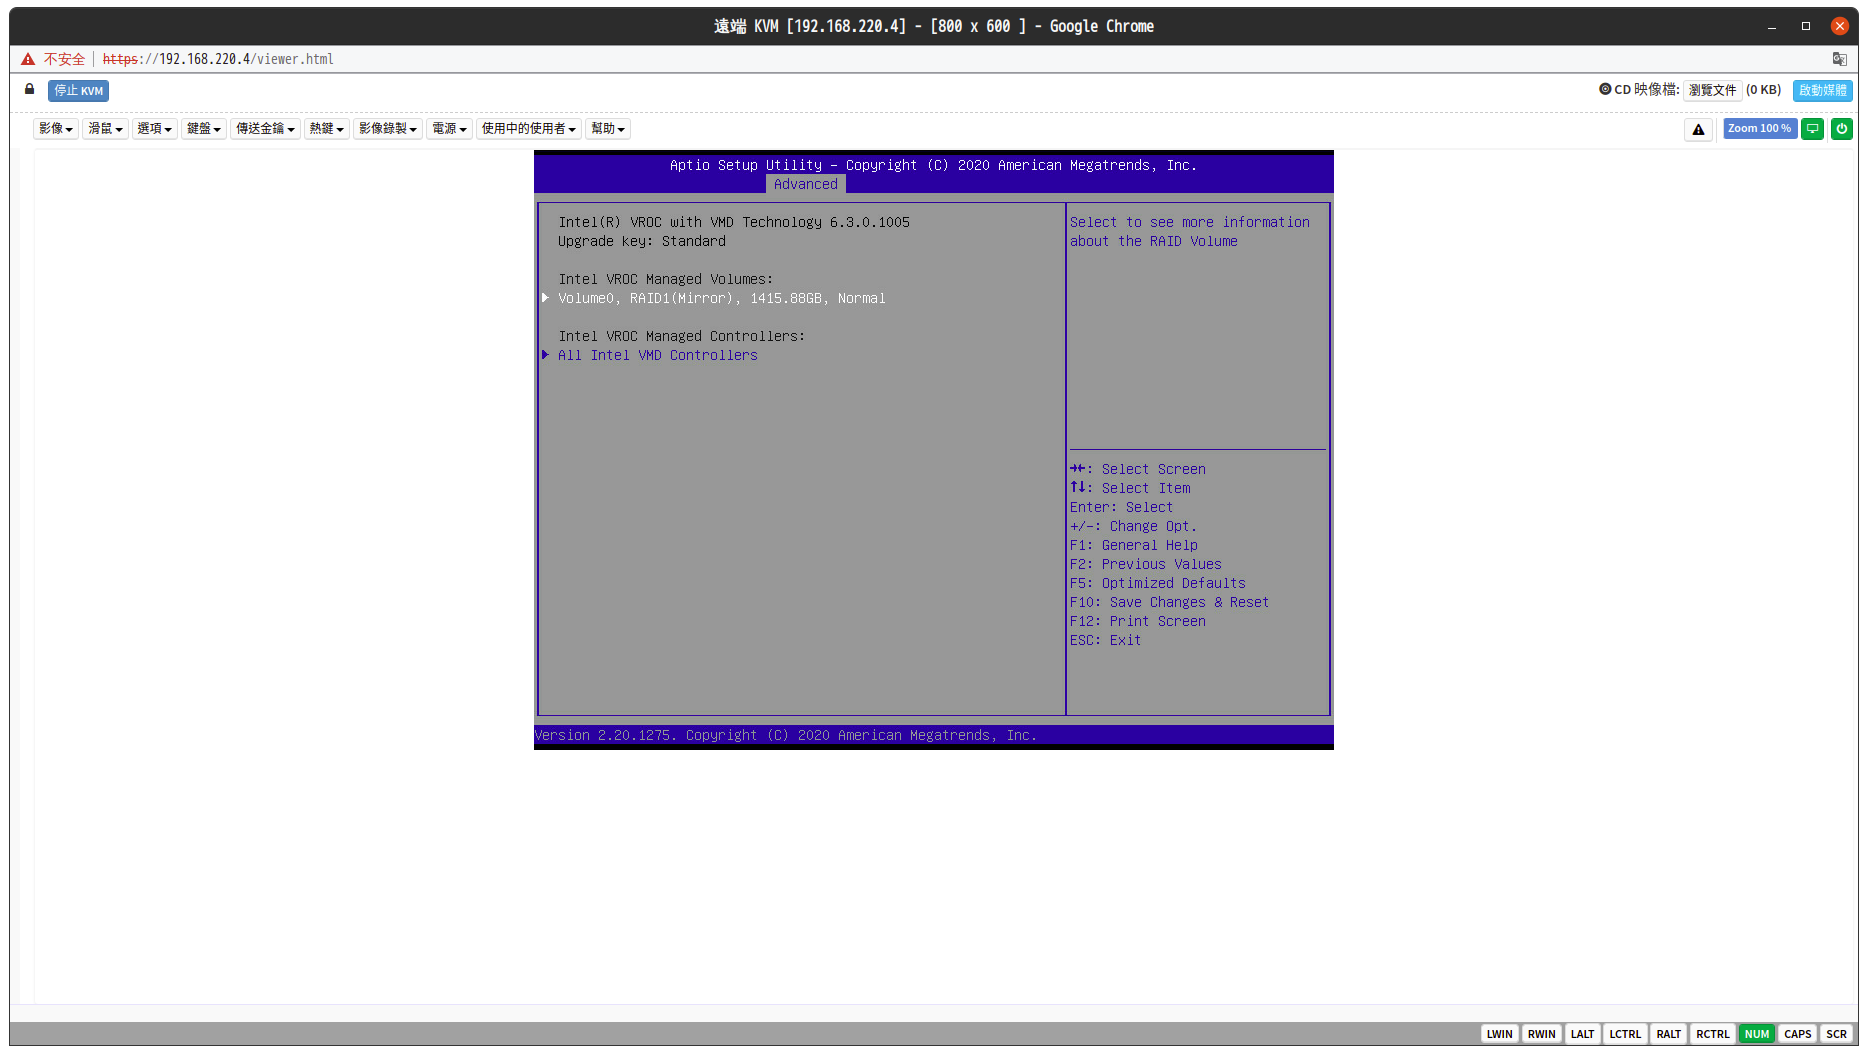 遠端 KVM [192.168.220.4] - [800 x 600 ] - Google Chrome
不安全 https://192.168.220.4/viewer.html
停止 KVM
CD 映像檔: 瀏覽文件 (0 KB) 啟動媒體
影像 滑鼠 選項 鍵盤 傳送金鑰 熱鍵 影像錄製 電源 使用中的使用者 幫助
Zoom 100 %
Aptio Setup Utility – Copyright (C) 2020 American Megatrends, Inc.
Advanced
Intel(R) VROC with VMD Technology 6.3.0.1005
Upgrade key: Standard
Intel VROC Managed Volumes:
Volume0, RAID1(Mirror), 1415.88GB, Normal
Intel VROC Managed Controllers:
All Intel VMD Controllers
Select to see more information
about the RAID Volume
→←: Select Screen
↑↓: Select Item
Enter: Select
+/-: Change Opt.
F1: General Help
F2: Previous Values
F5: Optimized Defaults
F10: Save Changes & Reset
F12: Print Screen
ESC: Exit
Version 2.20.1275. Copyright (C) 2020 American Megatrends, Inc.
LWIN RWIN LALT LCTRL RALT RCTRL NUM CAPS SCR